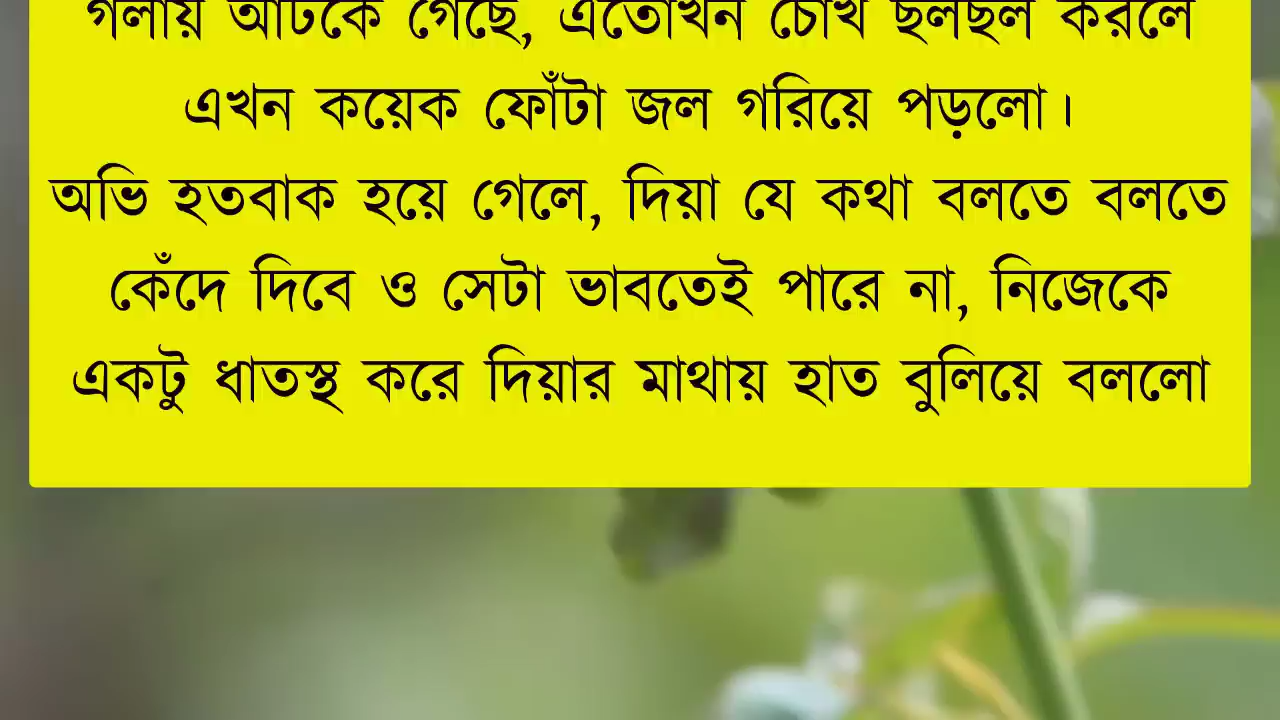 গলায় আটকে গেছে, এতোখন চোখ ছলছল করলে
এখন কয়েক ফোঁটা জল গরিয়ে পড়লো।
অভি হতবাক হয়ে গেলে, দিয়া যে কথা বলতে বলতে
কেঁদে দিবে ও সেটা ভাবতেই পারে না, নিজেকে
একটু ধাতস্থ করে দিয়ার মাথায় হাত বুলিয়ে বললো